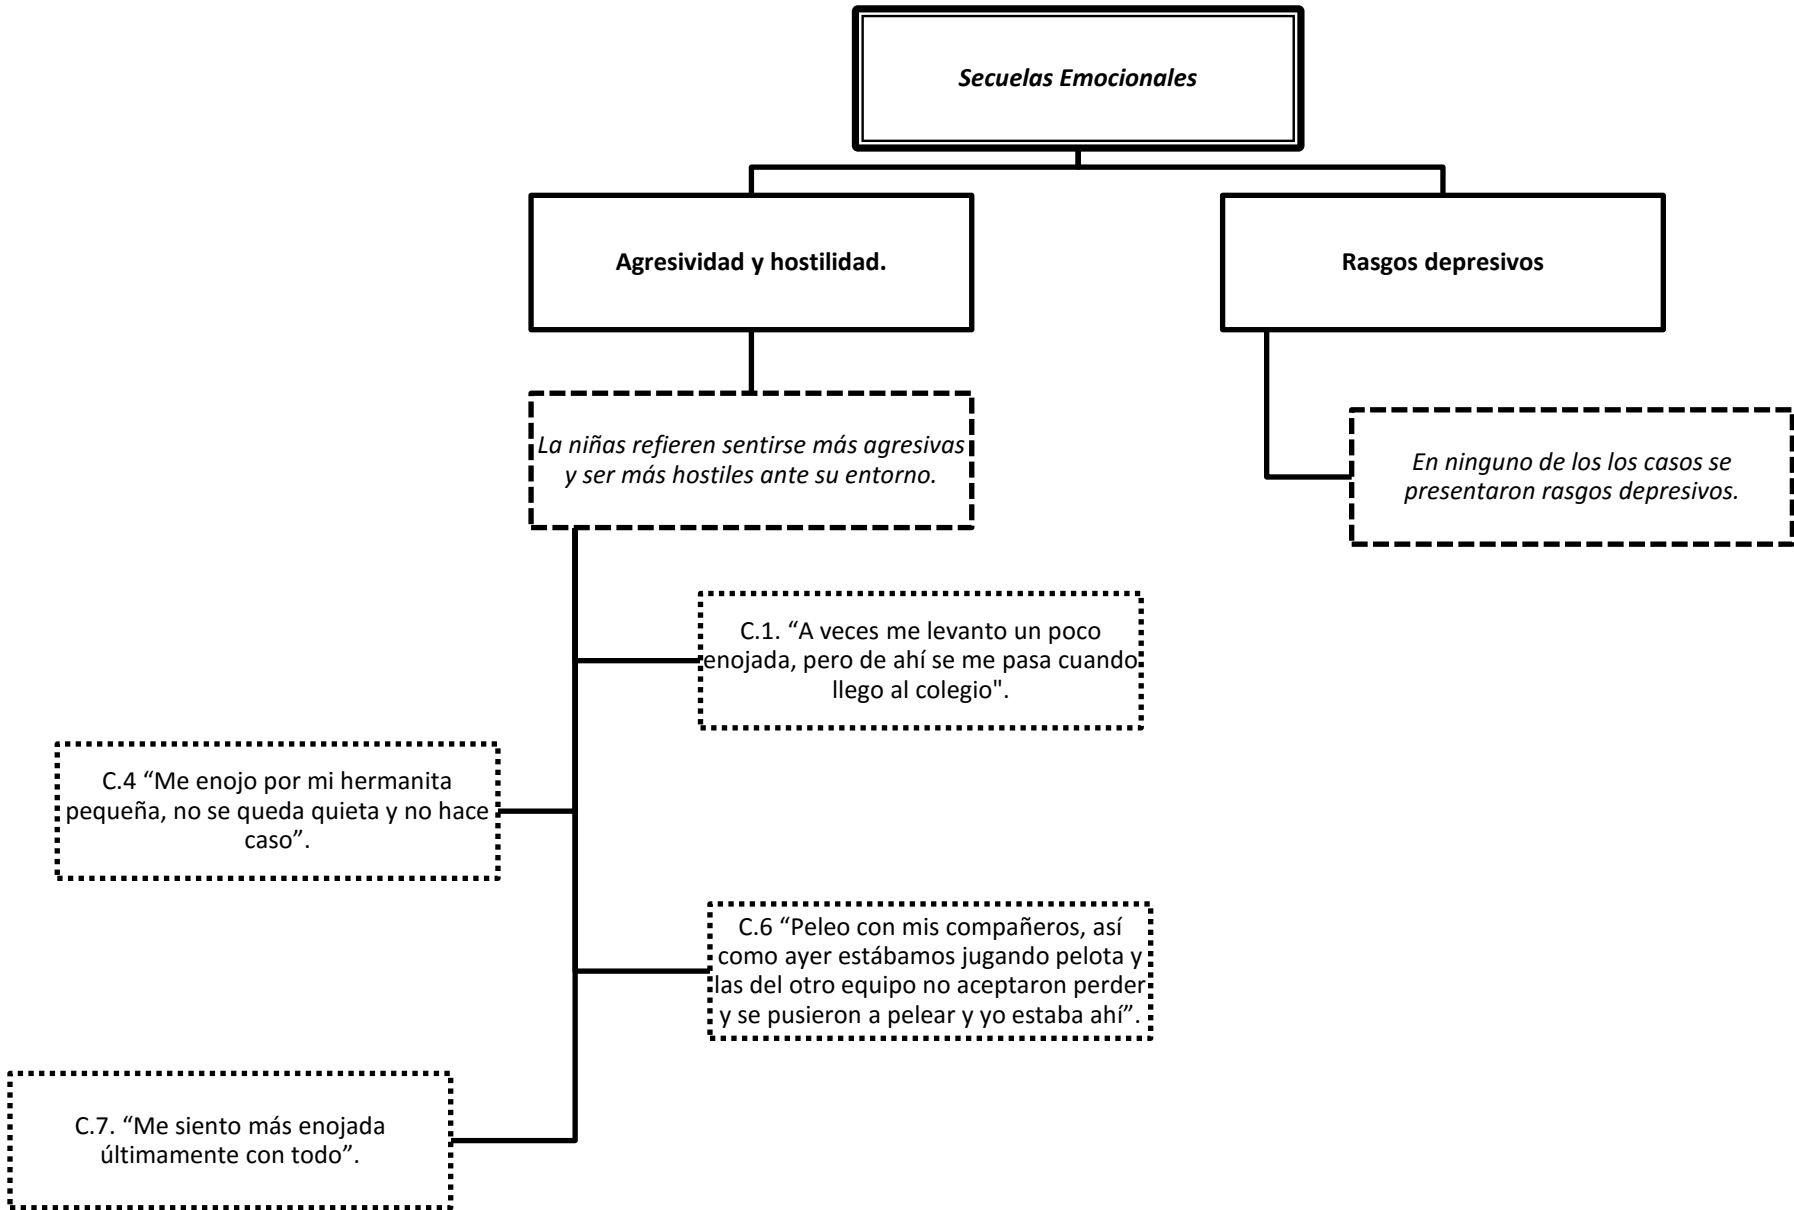 Secuelas Emocionales
Agresividad y hostilidad.
Rasgos depresivos
La niñas refieren sentirse más agresivas
y ser más hostiles ante su entorno.
En ninguno de los los casos se
presentaron rasgos depresivos.
C.1. “A veces me levanto un poco
enojada, pero de ahí se me pasa cuando
llego al colegio".
C.4 “Me enojo por mi hermanita
pequeña, no se queda quieta y no hace
caso”.
C.6 “Peleo con mis compañeros, así
como ayer estábamos jugando pelota y
las del otro equipo no aceptaron perder
y se pusieron a pelear y yo estaba ahí”.
C.7. “Me siento más enojada
últimamente con todo”.